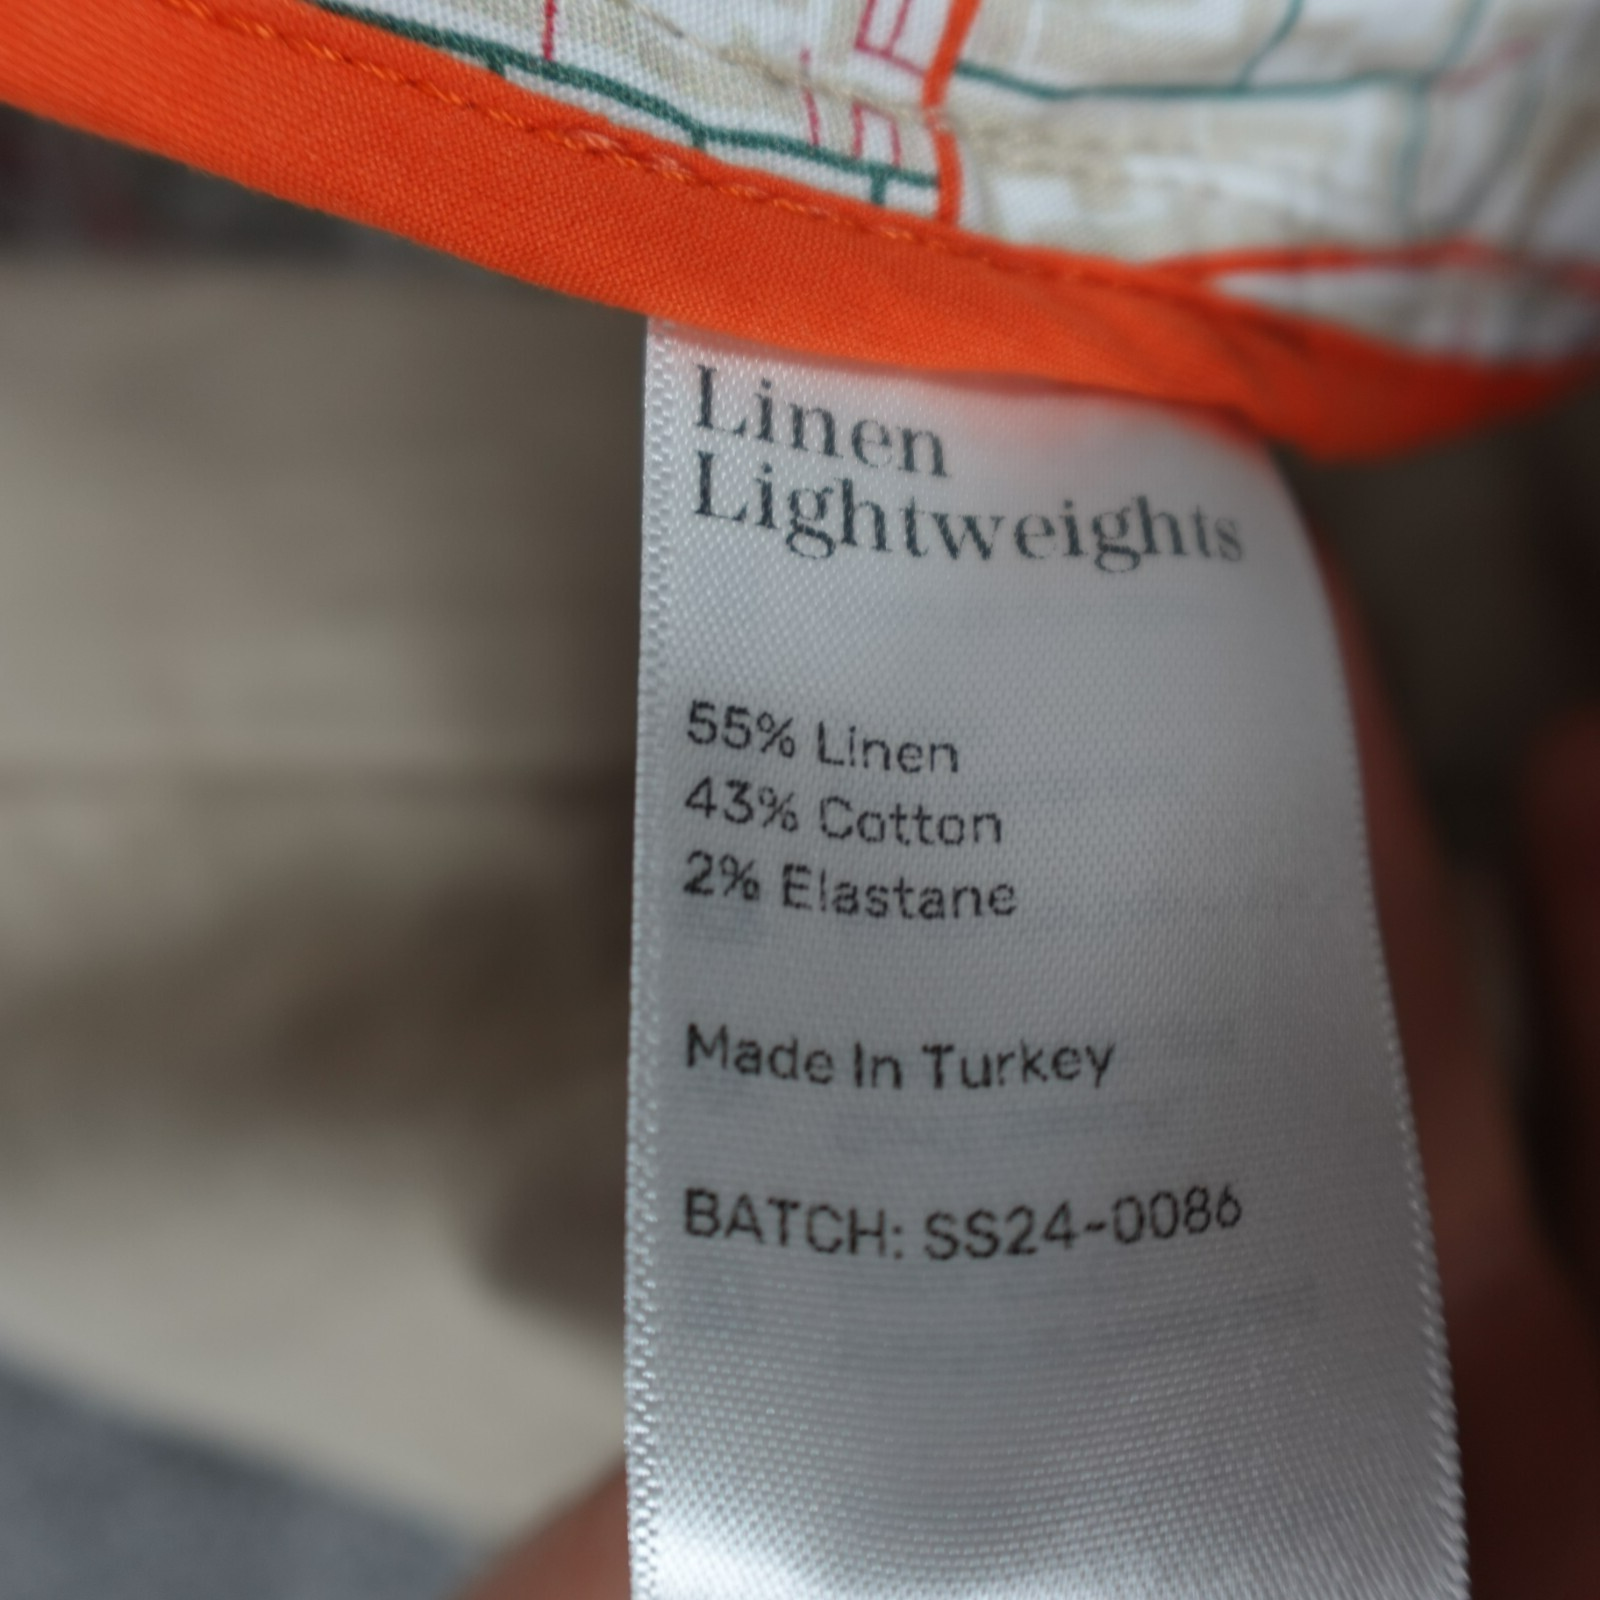 Linen
Lightweights
55% Linen
43% Cotton
2% Elastane
Made In Turkey
BATCH: SS24-0086